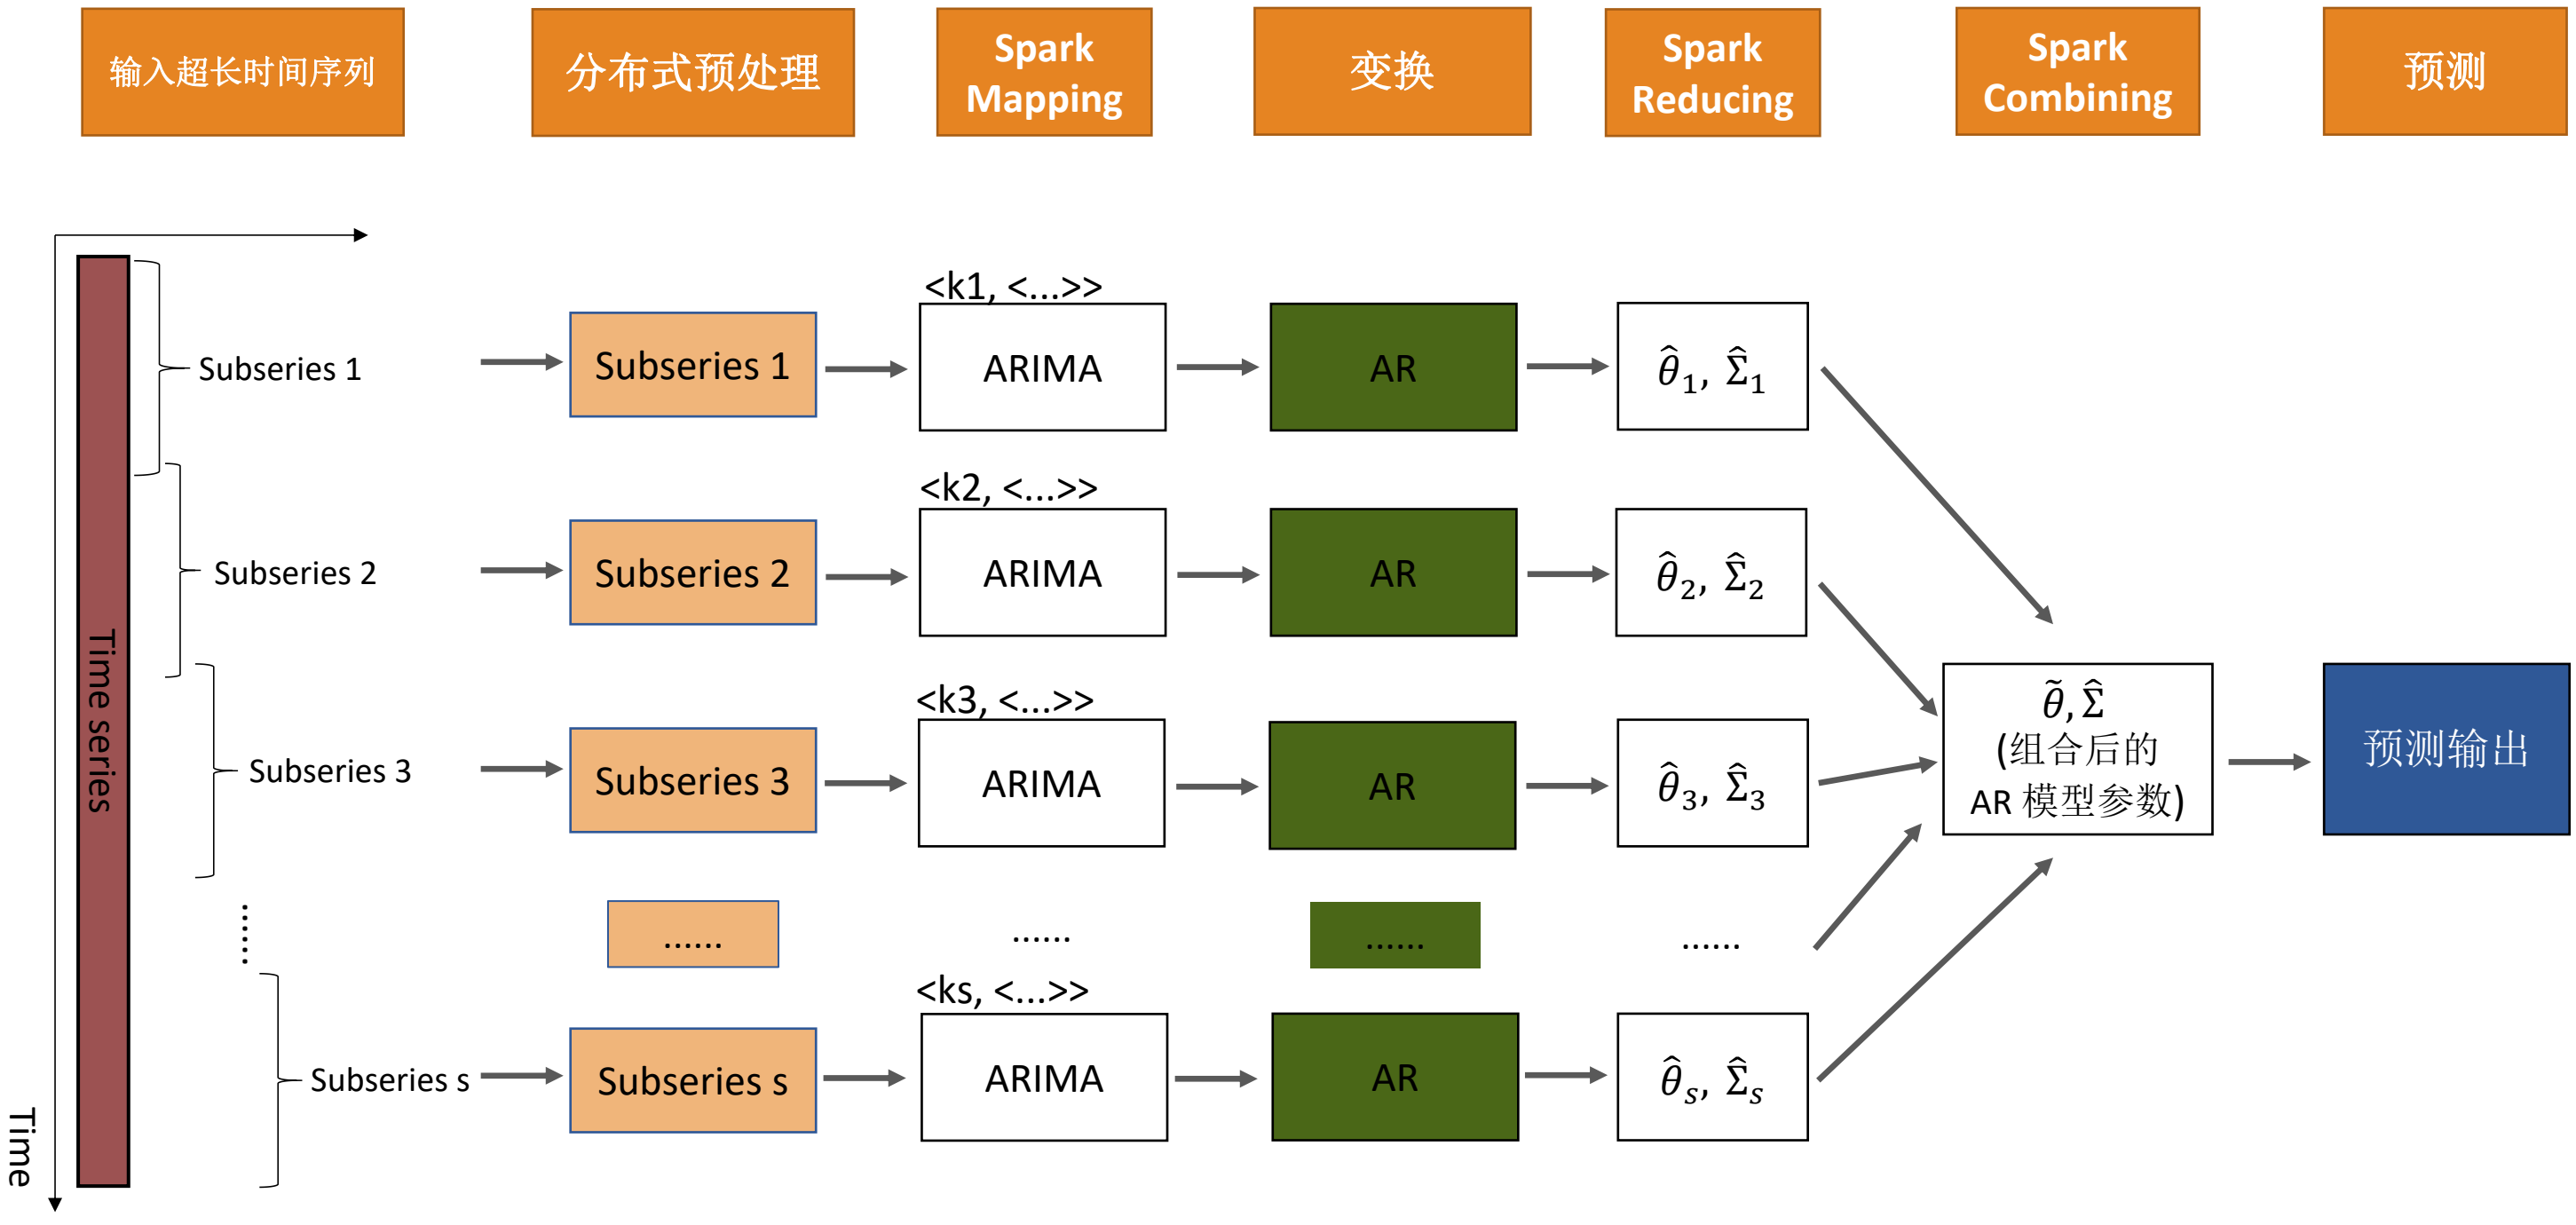 输入超长时间序列
分布式预处理
Spark
Mapping
变换
Spark
Reducing
Spark
Combining
预测
Time series
Time
Subseries 1
Subseries 1
<k1, <...>>
ARIMA
AR
θ̂₁, Σ̂₁
Subseries 2
Subseries 2
<k2, <...>>
ARIMA
AR
θ̂₂, Σ̂₂
Subseries 3
Subseries 3
<k3, <...>>
ARIMA
AR
θ̂₃, Σ̂₃
......
......
......
......
......
Subseries s
Subseries s
<ks, <...>>
ARIMA
AR
θ̂ₛ, Σ̂ₛ
θ̃, Σ̂
(组合后的
AR 模型参数)
预测输出